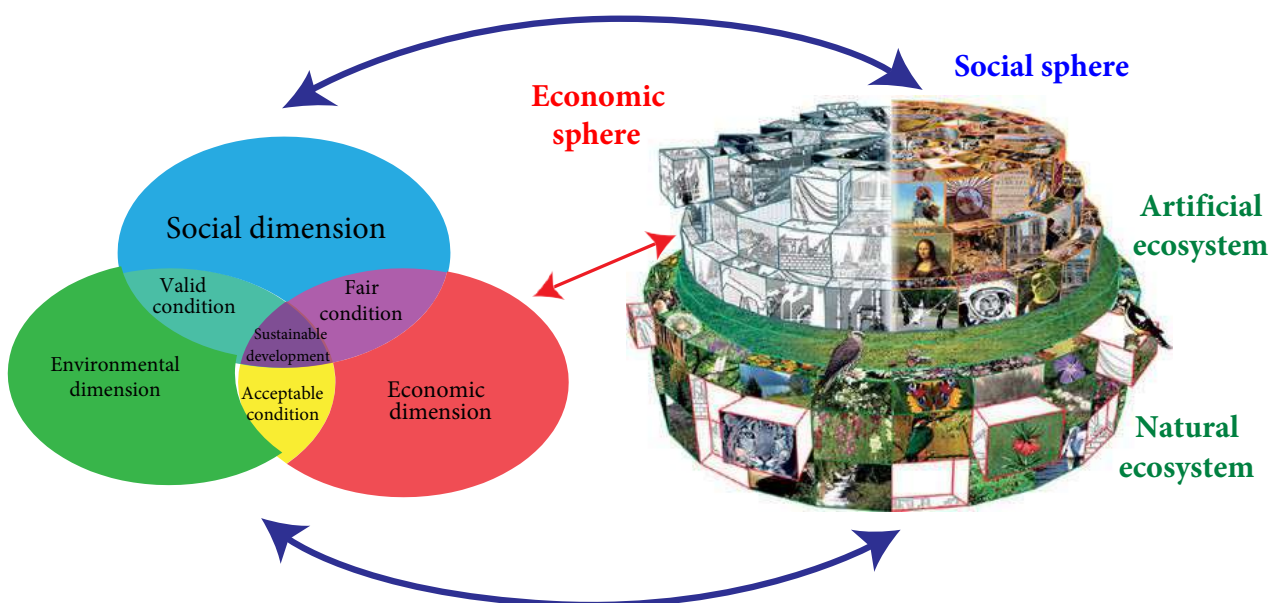 Social sphere
Economic
sphere
Social dimension
Artificial
ecosystem
Valid
condition
Fair
condition
Sustainable
development
Environmental
dimension
Acceptable
condition
Economic
dimension
Natural
ecosystem